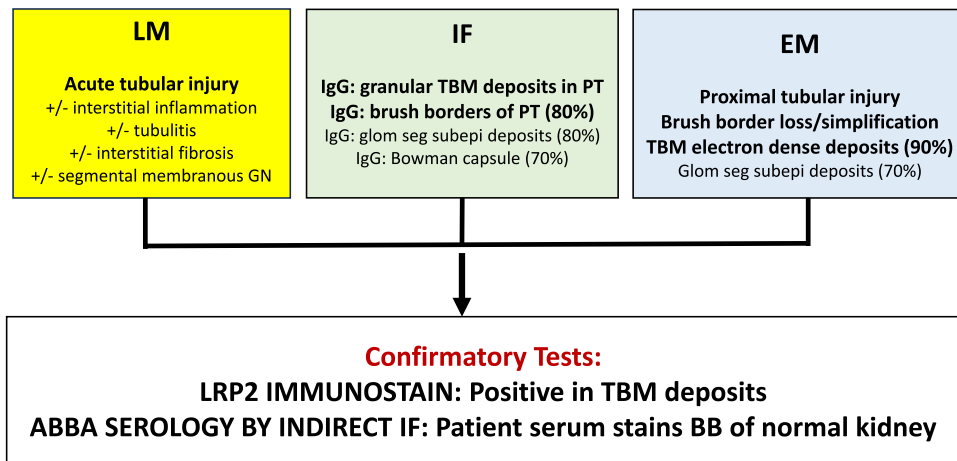 LM
Acute tubular injury
+/- interstitial inflammation
+/- tubulitis
+/- interstitial fibrosis
+/- segmental membranous GN
IF
IgG: granular TBM deposits in PT
IgG: brush borders of PT (80%)
IgG: glom seg subepi deposits (80%)
IgG: Bowman capsule (70%)
EM
Proximal tubular injury
Brush border loss/simplification
TBM electron dense deposits (90%)
Glom seg subepi deposits (70%)
Confirmatory Tests:
LRP2 IMMUNOSTAIN: Positive in TBM deposits
ABBA SEROLOGY BY INDIRECT IF: Patient serum stains BB of normal kidney